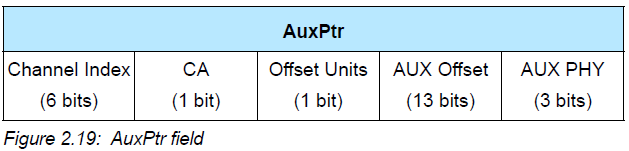 AuxPtr
Channel Index CA Offset Units AUX Offset AUX PHY
(6 bits) (1 bit) (1 bit) (13 bits) (3 bits)
Figure 2.19: AuxPtr field